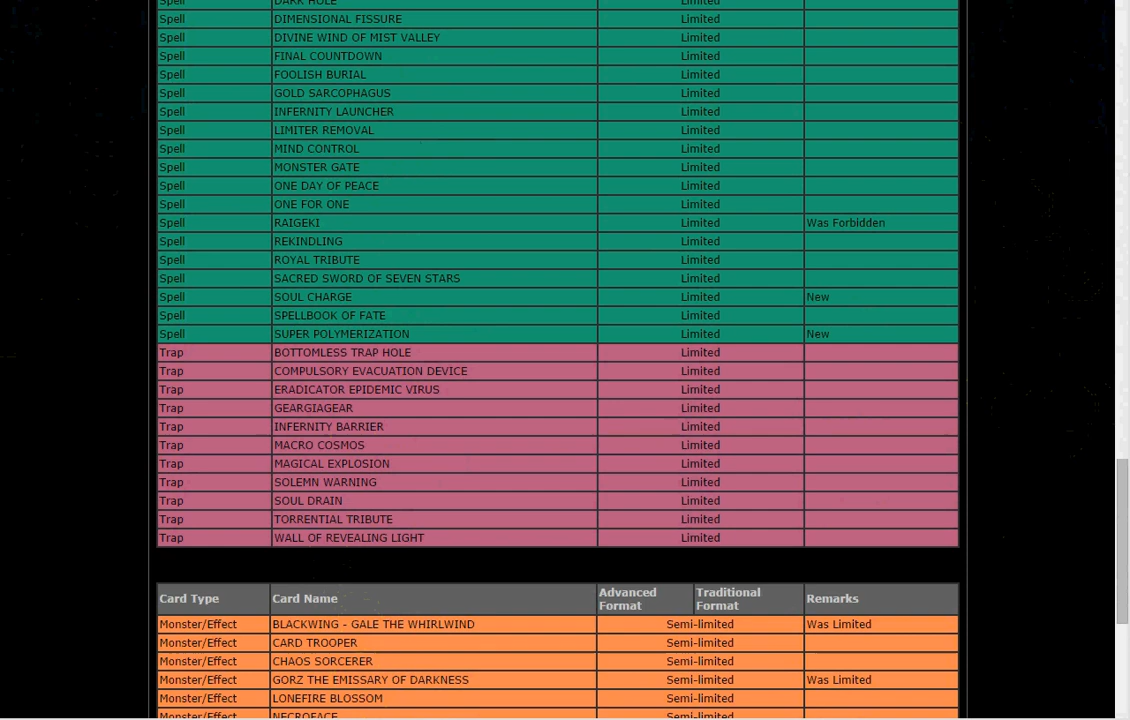 Spell DARK HOLE Limited
Spell DIMENSIONAL FISSURE Limited
Spell DIVINE WIND OF MIST VALLEY Limited
Spell FINAL COUNTDOWN Limited
Spell FOOLISH BURIAL Limited
Spell GOLD SARCOPHAGUS Limited
Spell INFERNITY LAUNCHER Limited
Spell LIMITER REMOVAL Limited
Spell MIND CONTROL Limited
Spell MONSTER GATE Limited
Spell ONE DAY OF PEACE Limited
Spell ONE FOR ONE Limited
Spell RAIGEKI Limited Was Forbidden
Spell REKINDLING Limited
Spell ROYAL TRIBUTE Limited
Spell SACRED SWORD OF SEVEN STARS Limited
Spell SOUL CHARGE Limited New
Spell SPELLBOOK OF FATE Limited
Spell SUPER POLYMERIZATION Limited New
Trap BOTTOMLESS TRAP HOLE Limited
Trap COMPULSORY EVACUATION DEVICE Limited
Trap ERADICATOR EPIDEMIC VIRUS Limited
Trap GEARGIAGEAR Limited
Trap INFERNITY BARRIER Limited
Trap MACRO COSMOS Limited
Trap MAGICAL EXPLOSION Limited
Trap SOLEMN WARNING Limited
Trap SOUL DRAIN Limited
Trap TORRENTIAL TRIBUTE Limited
Trap WALL OF REVEALING LIGHT Limited
Card Type Card Name Advanced Format Traditional Format Remarks
Monster/Effect BLACKWING - GALE THE WHIRLWIND Semi-limited Was Limited
Monster/Effect CARD TROOPER Semi-limited
Monster/Effect CHAOS SORCERER Semi-limited
Monster/Effect GORZ THE EMISSARY OF DARKNESS Semi-limited Was Limited
Monster/Effect LONEFIRE BLOSSOM Semi-limited
Monster/Effect NECROFACE Semi-limited